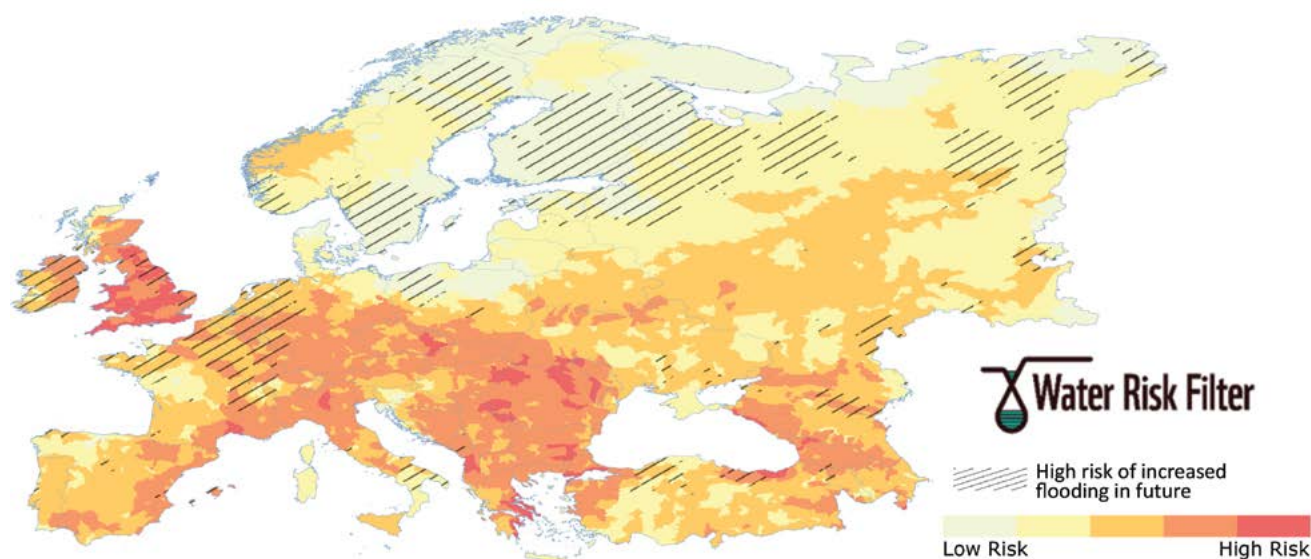 Water Risk Filter
High risk of increased
flooding in future
Low Risk
High Risk